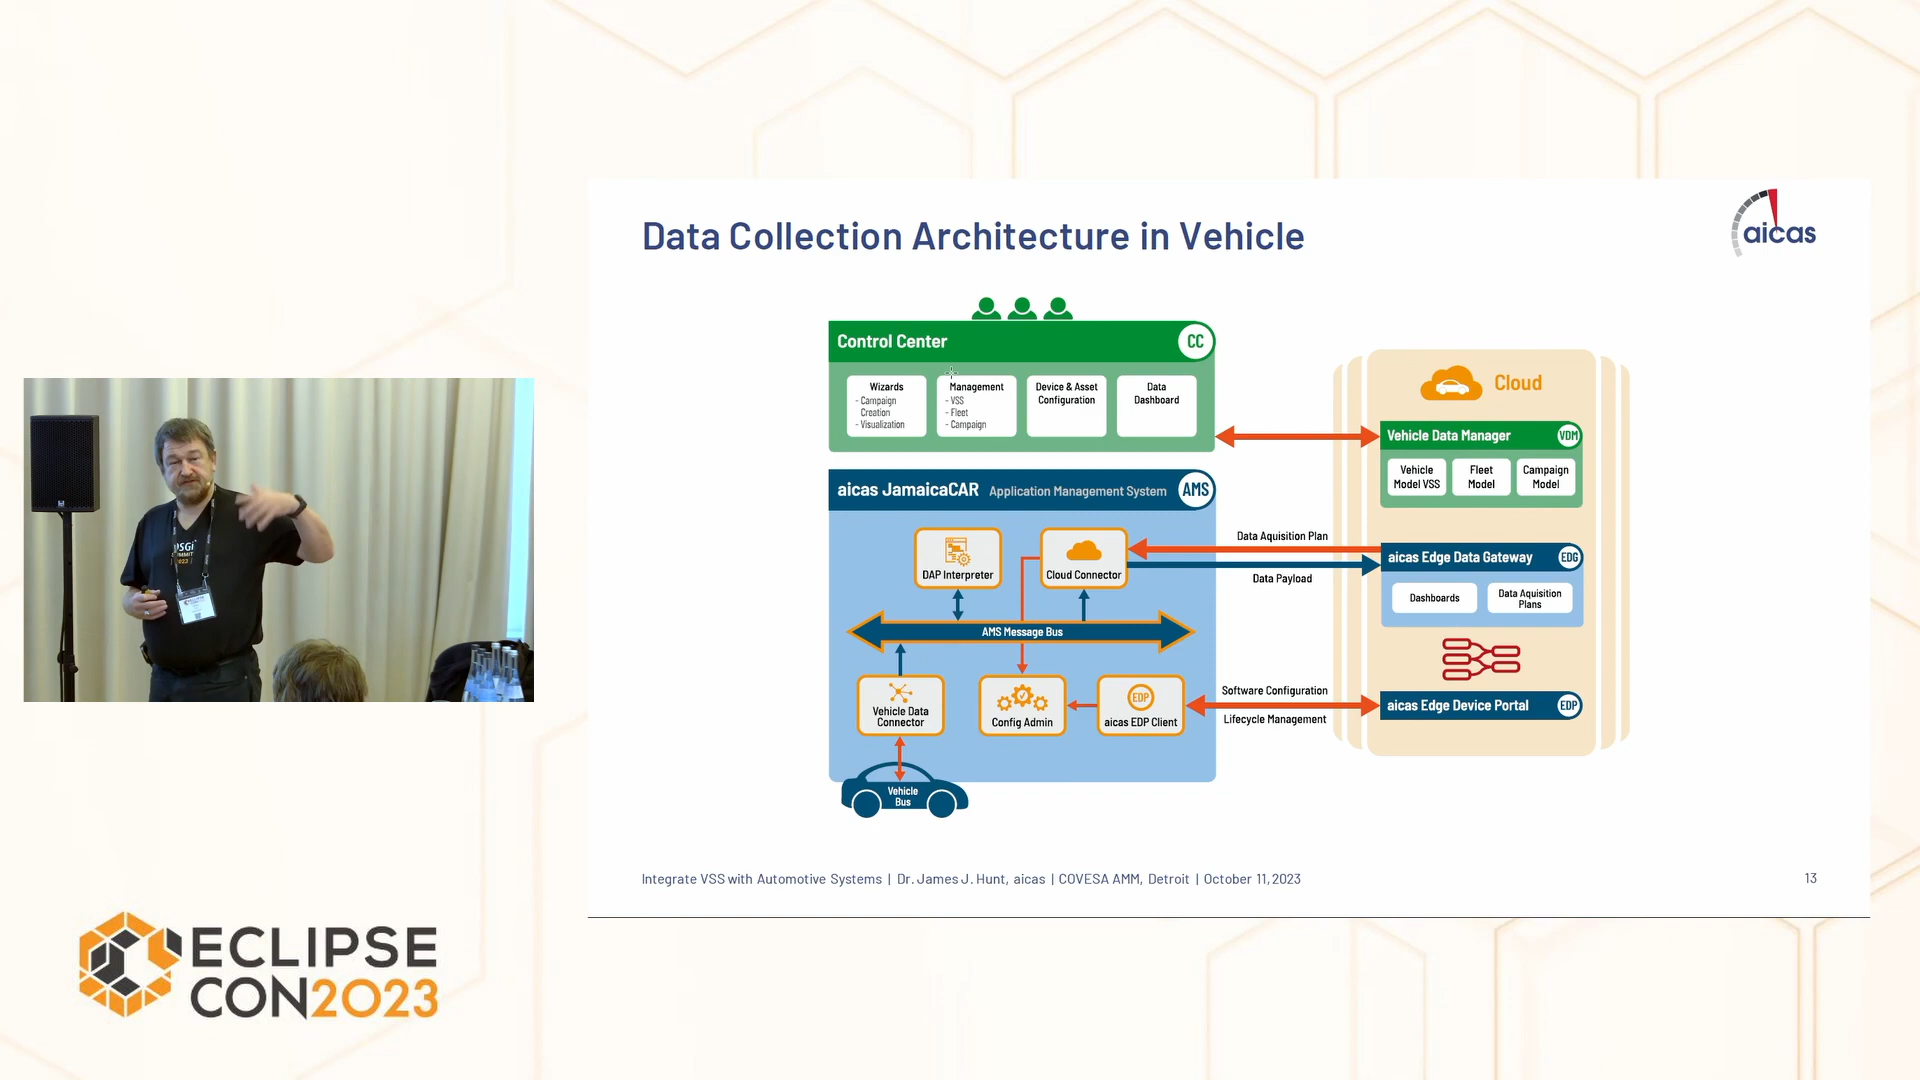 Data Collection Architecture in Vehicle
aicas
Control Center
CC
Wizards
- Campaign
Creation
- Visualization
Management
- VSS
- Fleet
- Campaign
Device & Asset
Configuration
Data
Dashboard
Cloud
Vehicle Data Manager
VDM
Vehicle
Model VSS
Fleet
Model
Campaign
Model
aicas JamaicaCAR Application Management System
AMS
DAP Interpreter
Cloud Connector
Data Aquisition Plan
Data Payload
aicas Edge Data Gateway
EDG
Dashboards
Data Aquisition
Plans
AMS Message Bus
Vehicle Data
Connector
Config Admin
EDP
aicas EDP Client
Software Configuration
Lifecycle Management
aicas Edge Device Portal
EDP
Vehicle
Bus
Integrate VSS with Automotive Systems | Dr. James J. Hunt, aicas | COVESA AMM, Detroit | October 11, 2023
13
OSGi
SUMMIT
2023
ECLIPSE
CON2023